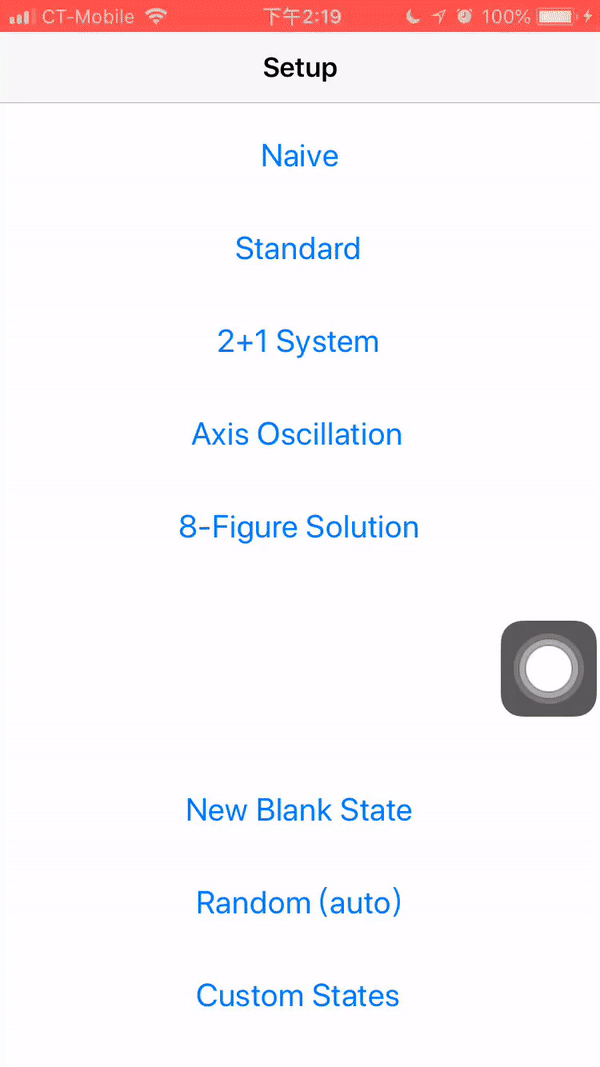 CT-Mobile 下午2:19 100%
Setup
Naive
Standard
2+1 System
Axis Oscillation
8-Figure Solution
New Blank State
Random (auto)
Custom States